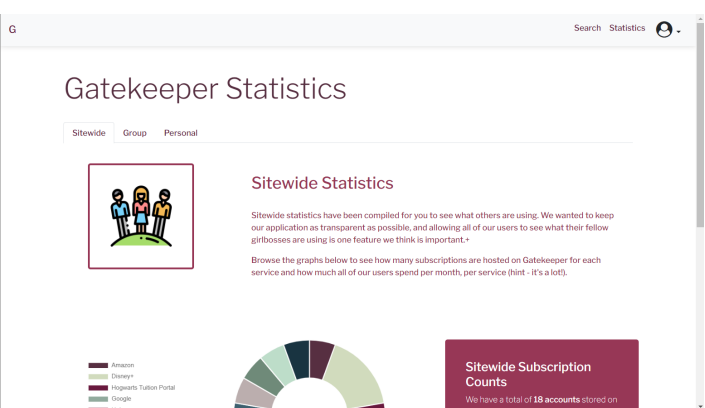 G
Search Statistics
Gatekeeper Statistics
Sitewide Group Personal
Sitewide Statistics
Sitewide statistics have been compiled for you to see what others are using. We wanted to keep
our application as transparent as possible, and allowing all of our users to see what their fellow
girlbosses are using is one feature we think is important.+
Browse the graphs below to see how many subscriptions are hosted on Gatekeeper for each
service and how much all of our users spend per month, per service (hint - it's a lot!).
Amazon
Disney+
Hogwarts Tuition Portal
Google
Sitewide Subscription
Counts
We have a total of 18 accounts stored on